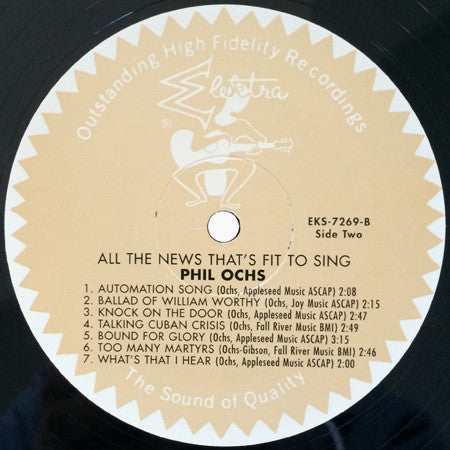 Outstanding High Fidelity Recordings
Elektra
®
EKS-7269-B
Side Two
ALL THE NEWS THAT'S FIT TO SING
PHIL OCHS
1. AUTOMATION SONG (Ochs, Appleseed Music ASCAP) 2:08
2. BALLAD OF WILLIAM WORTHY (Ochs, Joy Music ASCAP) 2:15
3. KNOCK ON THE DOOR (Ochs, Appleseed Music ASCAP) 2:47
4. TALKING CUBAN CRISIS (Ochs, Fall River Music BMI) 2:49
5. BOUND FOR GLORY (Ochs, Appleseed Music ASCAP) 3:15
6. TOO MANY MARTYRS (Ochs-Gibson, Fall River Music BMI) 2:46
7. WHAT'S THAT I HEAR (Ochs, Appleseed Music ASCAP) 2:00
The Sound of Quality